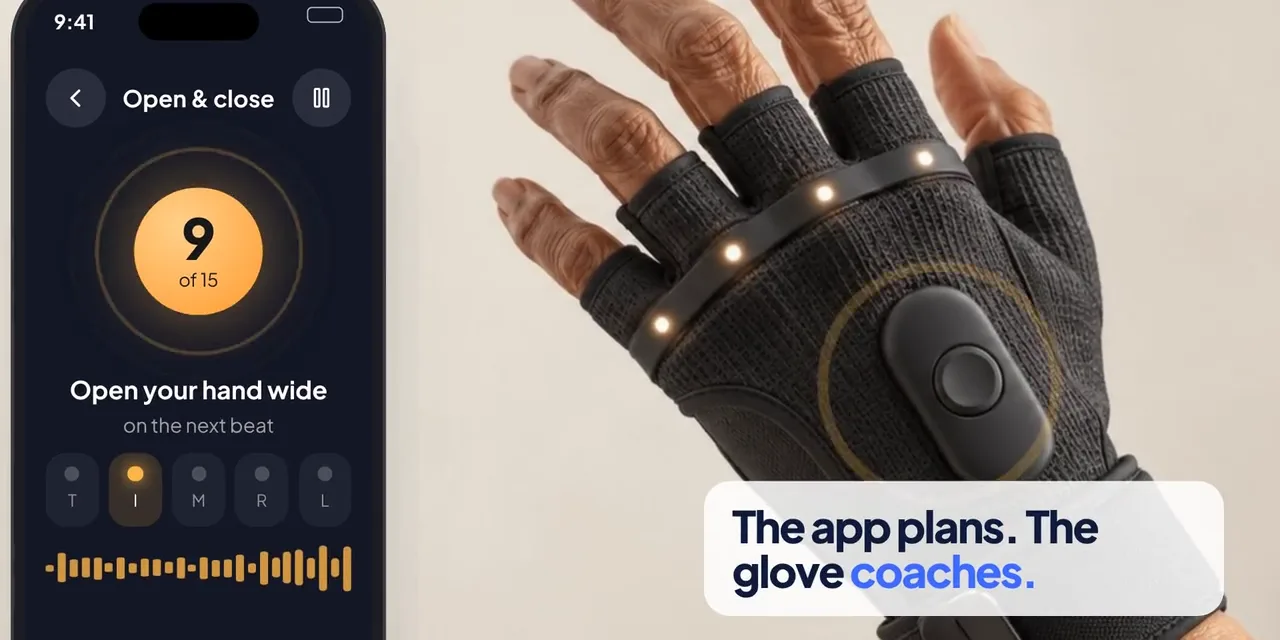 9:41
Open & close
9
of 15
Open your hand wide
on the next beat
T I M R L
The app plans. The
glove coaches.